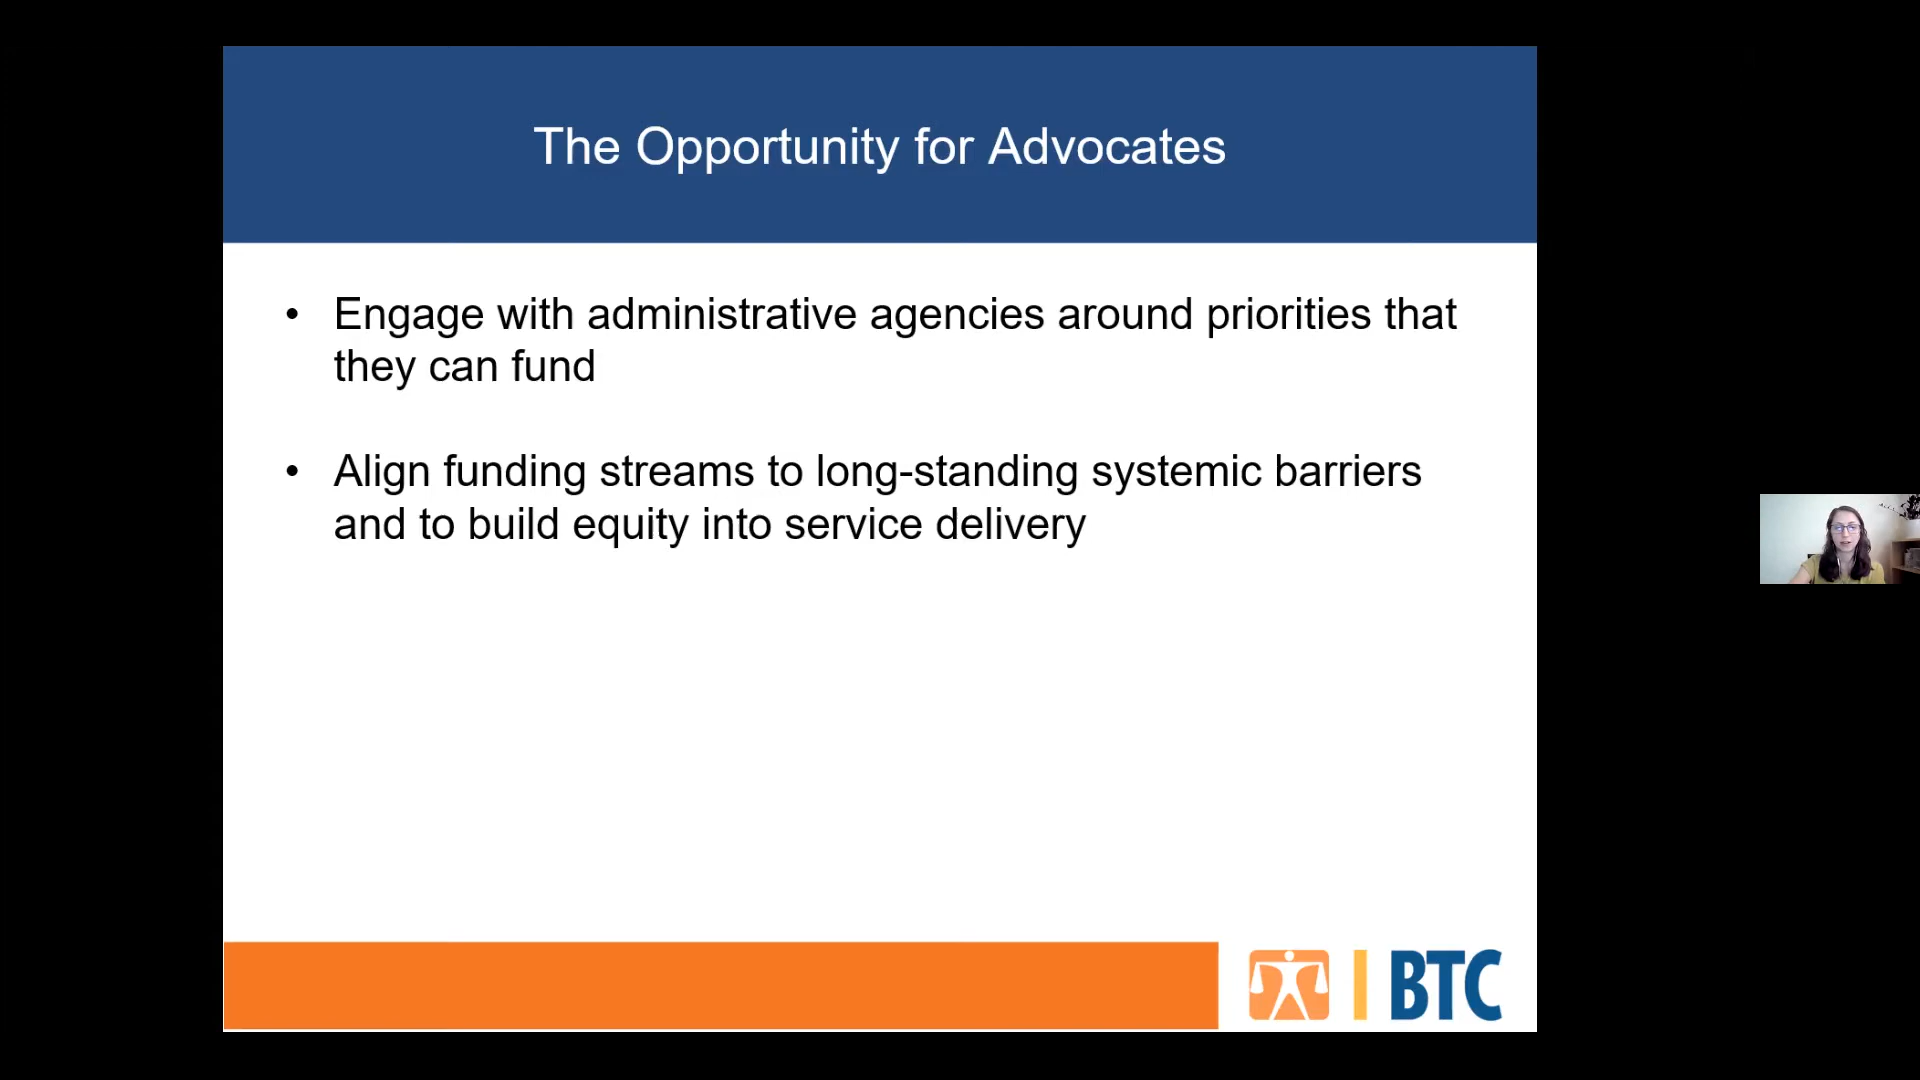 The Opportunity for Advocates
• Engage with administrative agencies around priorities that
they can fund
• Align funding streams to long-standing systemic barriers
and to build equity into service delivery
BTC